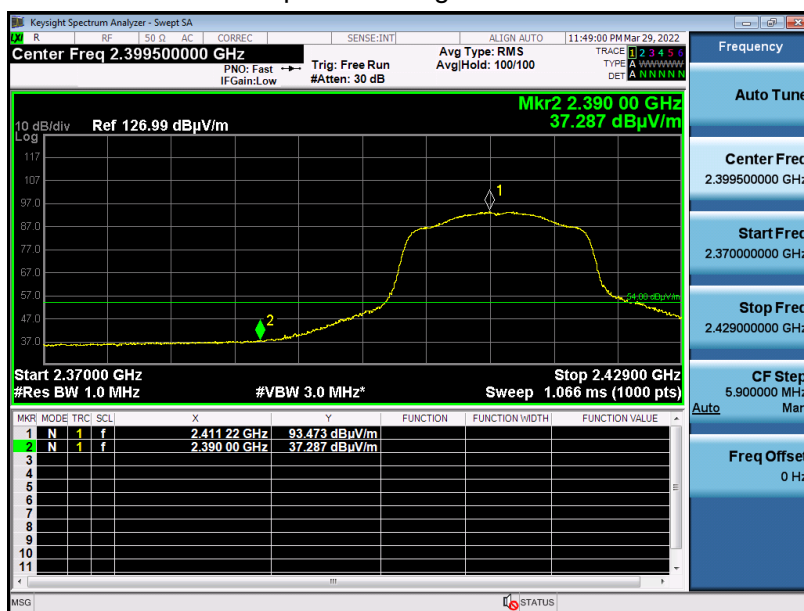 Keysight Spectrum Analyzer - Swept SA
LXI R RF 50 Ω AC CORREC SENSE:INT ALIGN AUTO 11:49:00 PM Mar 29, 2022
Center Freq 2.399500000 GHz
PNO: Fast
IFGain:Low
Trig: Free Run
#Atten: 30 dB
Avg Type: RMS
Avg|Hold: 100/100
TRACE 1 2 3 4 5 6
TYPE A WWWWW
DET A N N N N N
Mkr2 2.390 00 GHz
37.287 dBµV/m
10 dB/div Ref 126.99 dBµV/m
Log
117
107
97.0
87.0
77.0
67.0
57.0
47.0
37.0
1
2
54.00 dBµV/m
Start 2.37000 GHz Stop 2.42900 GHz
#Res BW 1.0 MHz #VBW 3.0 MHz* Sweep 1.066 ms (1000 pts)
MKR MODE TRC SCL X Y FUNCTION FUNCTION WIDTH FUNCTION VALUE
1 N 1 f 2.411 22 GHz 93.473 dBµV/m
2 N 1 f 2.390 00 GHz 37.287 dBµV/m
3
4
5
6
7
8
9
10
11
MSG STATUS
Frequency
Auto Tune
Center Freq
2.399500000 GHz
Start Freq
2.370000000 GHz
Stop Freq
2.429000000 GHz
CF Step
5.900000 MHz
Auto Man
Freq Offset
0 Hz